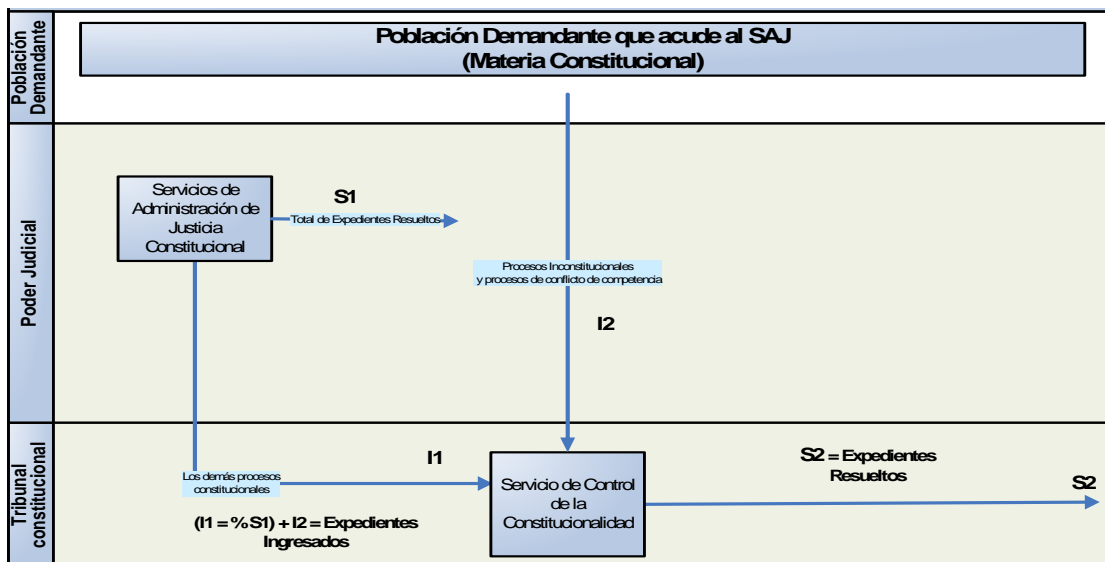 Población
Demandante
Población Demandante que acude al SAJ
(Materia Constitucional)
Poder Judicial
Servicios de
Administración de
Justicia
Constitucional
S1
Total de Expedientes Resueltos
Procesos Inconstitucionales
y procesos de conflicto de competencia
I2
Tribunal
constitucional
Los demás procesos
constitucionales
I1
(I1 = %S1) + I2 = Expedientes
Ingresados
Servicio de Control
de la
Constitucionalidad
S2 = Expedientes
Resueltos
S2